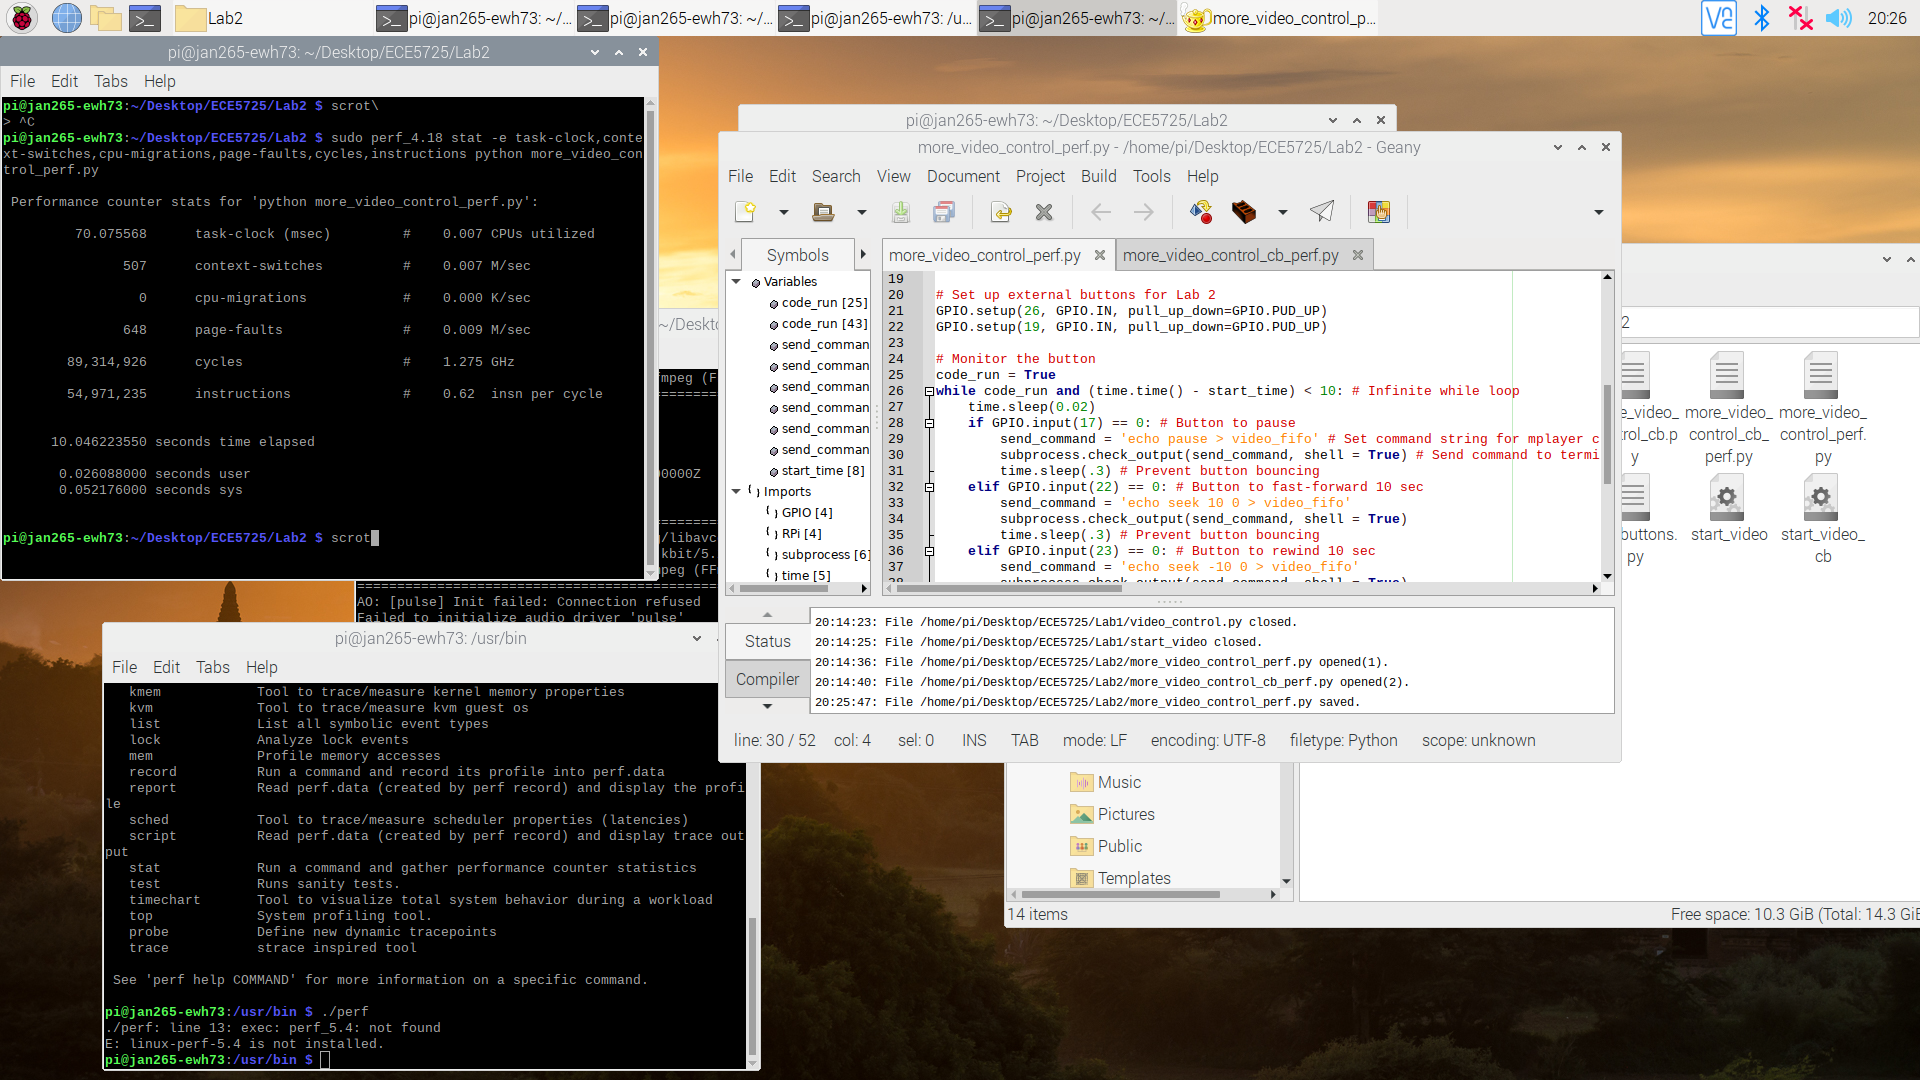 Lab2
pi@jan265-ewh73: ~/...
pi@jan265-ewh73: ~/...
pi@jan265-ewh73: /u...
pi@jan265-ewh73: ~/...
more_video_control_p...
20:26
pi@jan265-ewh73: ~/Desktop/ECE5725/Lab2
File Edit Tabs Help
pi@jan265-ewh73:~/Desktop/ECE5725/Lab2 $ scrot\
> ^C
pi@jan265-ewh73:~/Desktop/ECE5725/Lab2 $ sudo perf_4.18 stat -e task-clock,conte
xt-switches,cpu-migrations,page-faults,cycles,instructions python more_video_con
trol_perf.py
Performance counter stats for 'python more_video_control_perf.py':
70.075568 task-clock (msec) # 0.007 CPUs utilized
507 context-switches # 0.007 M/sec
0 cpu-migrations # 0.000 K/sec
648 page-faults # 0.009 M/sec
89,314,926 cycles # 1.275 GHz
54,971,235 instructions # 0.62 insn per cycle
10.046223550 seconds time elapsed
0.026088000 seconds user
0.052176000 seconds sys
pi@jan265-ewh73:~/Desktop/ECE5725/Lab2 $ scrot
~/Deskt
fmpeg (F
00000Z
g/libavc
kbit/5.
mpeg (FF
AO: [pulse] Init failed: Connection refused
Failed to initialize audio driver 'pulse'
pi@jan265-ewh73: /usr/bin
File Edit Tabs Help
kmem Tool to trace/measure kernel memory properties
kvm Tool to trace/measure kvm guest os
list List all symbolic event types
lock Analyze lock events
mem Profile memory accesses
record Run a command and record its profile into perf.data
report Read perf.data (created by perf record) and display the profi
le
sched Tool to trace/measure scheduler properties (latencies)
script Read perf.data (created by perf record) and display trace out
put
stat Run a command and gather performance counter statistics
test Runs sanity tests.
timechart Tool to visualize total system behavior during a workload
top System profiling tool.
probe Define new dynamic tracepoints
trace strace inspired tool
See 'perf help COMMAND' for more information on a specific command.
pi@jan265-ewh73:/usr/bin $ ./perf
./perf: line 13: exec: perf_5.4: not found
E: linux-perf-5.4 is not installed.
pi@jan265-ewh73:/usr/bin $
pi@jan265-ewh73: ~/Desktop/ECE5725/Lab2
more_video_control_perf.py - /home/pi/Desktop/ECE5725/Lab2 - Geany
File Edit Search View Document Project Build Tools Help
Symbols
Variables
code_run [25]
code_run [43]
send_comman
send_comman
send_comman
send_comman
send_comman
send_comman
start_time [8]
Imports
GPIO [4]
RPi [4]
subprocess [6]
time [5]
more_video_control_perf.py
more_video_control_cb_perf.py
19
20 # Set up external buttons for Lab 2
21 GPIO.setup(26, GPIO.IN, pull_up_down=GPIO.PUD_UP)
22 GPIO.setup(19, GPIO.IN, pull_up_down=GPIO.PUD_UP)
23
24 # Monitor the button
25 code_run = True
26 while code_run and (time.time() - start_time) < 10: # Infinite while loop
27 time.sleep(0.02)
28 if GPIO.input(17) == 0: # Button to pause
29 send_command = 'echo pause > video_fifo' # Set command string for mplayer c
30 subprocess.check_output(send_command, shell = True) # Send command to termi
31 time.sleep(.3) # Prevent button bouncing
32 elif GPIO.input(22) == 0: # Button to fast-forward 10 sec
33 send_command = 'echo seek 10 0 > video_fifo'
34 subprocess.check_output(send_command, shell = True)
35 time.sleep(.3) # Prevent button bouncing
36 elif GPIO.input(23) == 0: # Button to rewind 10 sec
37 send_command = 'echo seek -10 0 > video_fifo'
38 subprocess.check_output(send_command, shell = True)
Status
Compiler
20:14:23: File /home/pi/Desktop/ECE5725/Lab1/video_control.py closed.
20:14:25: File /home/pi/Desktop/ECE5725/Lab1/start_video closed.
20:14:36: File /home/pi/Desktop/ECE5725/Lab2/more_video_control_perf.py opened(1).
20:14:40: File /home/pi/Desktop/ECE5725/Lab2/more_video_control_cb_perf.py opened(2).
20:25:47: File /home/pi/Desktop/ECE5725/Lab2/more_video_control_perf.py saved.
line: 30 / 52 col: 4 sel: 0 INS TAB mode: LF encoding: UTF-8 filetype: Python scope: unknown
2
e_video_
rol_cb.p
y
more_video_
control_cb_
perf.py
more_video_
control_perf.
py
buttons.
py
start_video
start_video_
cb
Music
Pictures
Public
Templates
14 items
Free space: 10.3 GiB (Total: 14.3 GiB